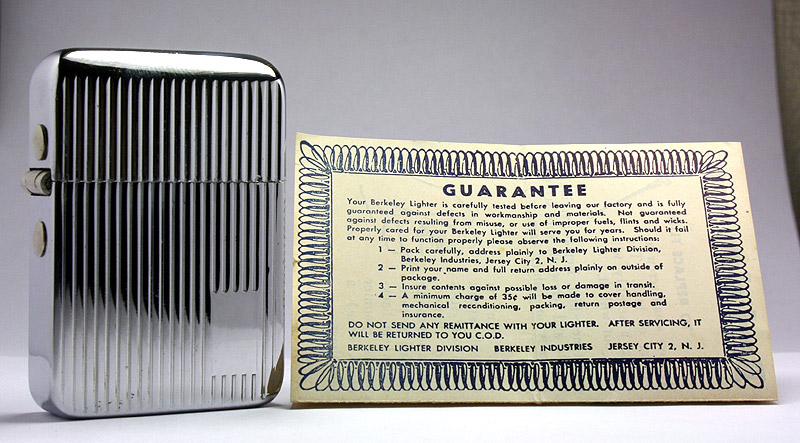 GUARANTEE
Your Berkeley Lighter is carefully tested before leaving our factory and is fully
guaranteed against defects in workmanship and materials. Not guaranteed
against defects resulting from misuse, or use of improper fuels, flints and wicks.
Properly cared for your Berkeley Lighter will serve you for years. Should it fail
at any time to function properly please observe the following instructions:
1 — Pack carefully, address plainly to Berkeley Lighter Division,
Berkeley Industries, Jersey City 2, N. J.
2 — Print your name and full return address plainly on outside of
package.
3 — Insure contents against possible loss or damage in transit.
4 — A minimum charge of 35¢ will be made to cover handling,
mechanical reconditioning, packing, return postage and
insurance.
DO NOT SEND ANY REMITTANCE WITH YOUR LIGHTER. AFTER SERVICING, IT
WILL BE RETURNED TO YOU C.O.D.
BERKELEY LIGHTER DIVISION BERKELEY INDUSTRIES JERSEY CITY 2, N. J.